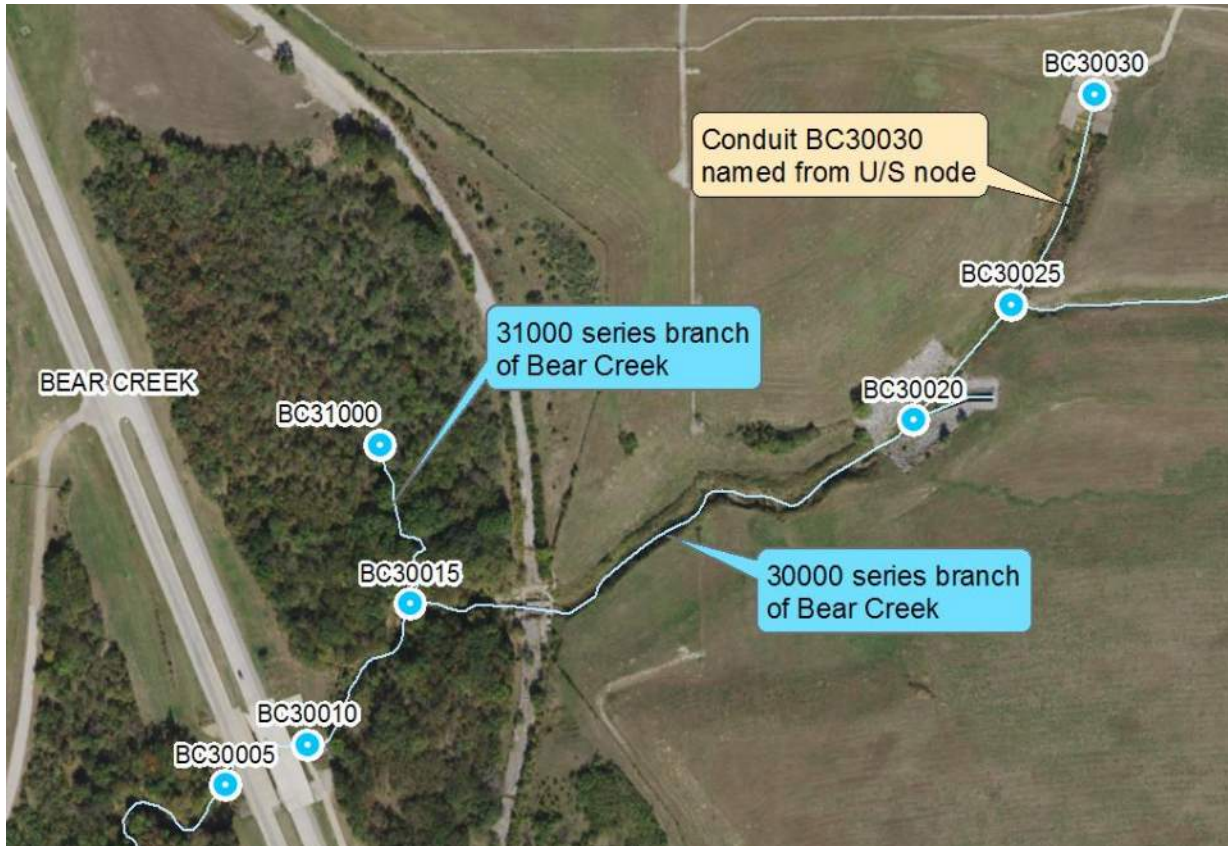 BC30030
Conduit BC30030
named from U/S node
BC30025
31000 series branch
of Bear Creek
BEAR CREEK
BC31000
BC30020
BC30015
30000 series branch
of Bear Creek
BC30010
BC30005